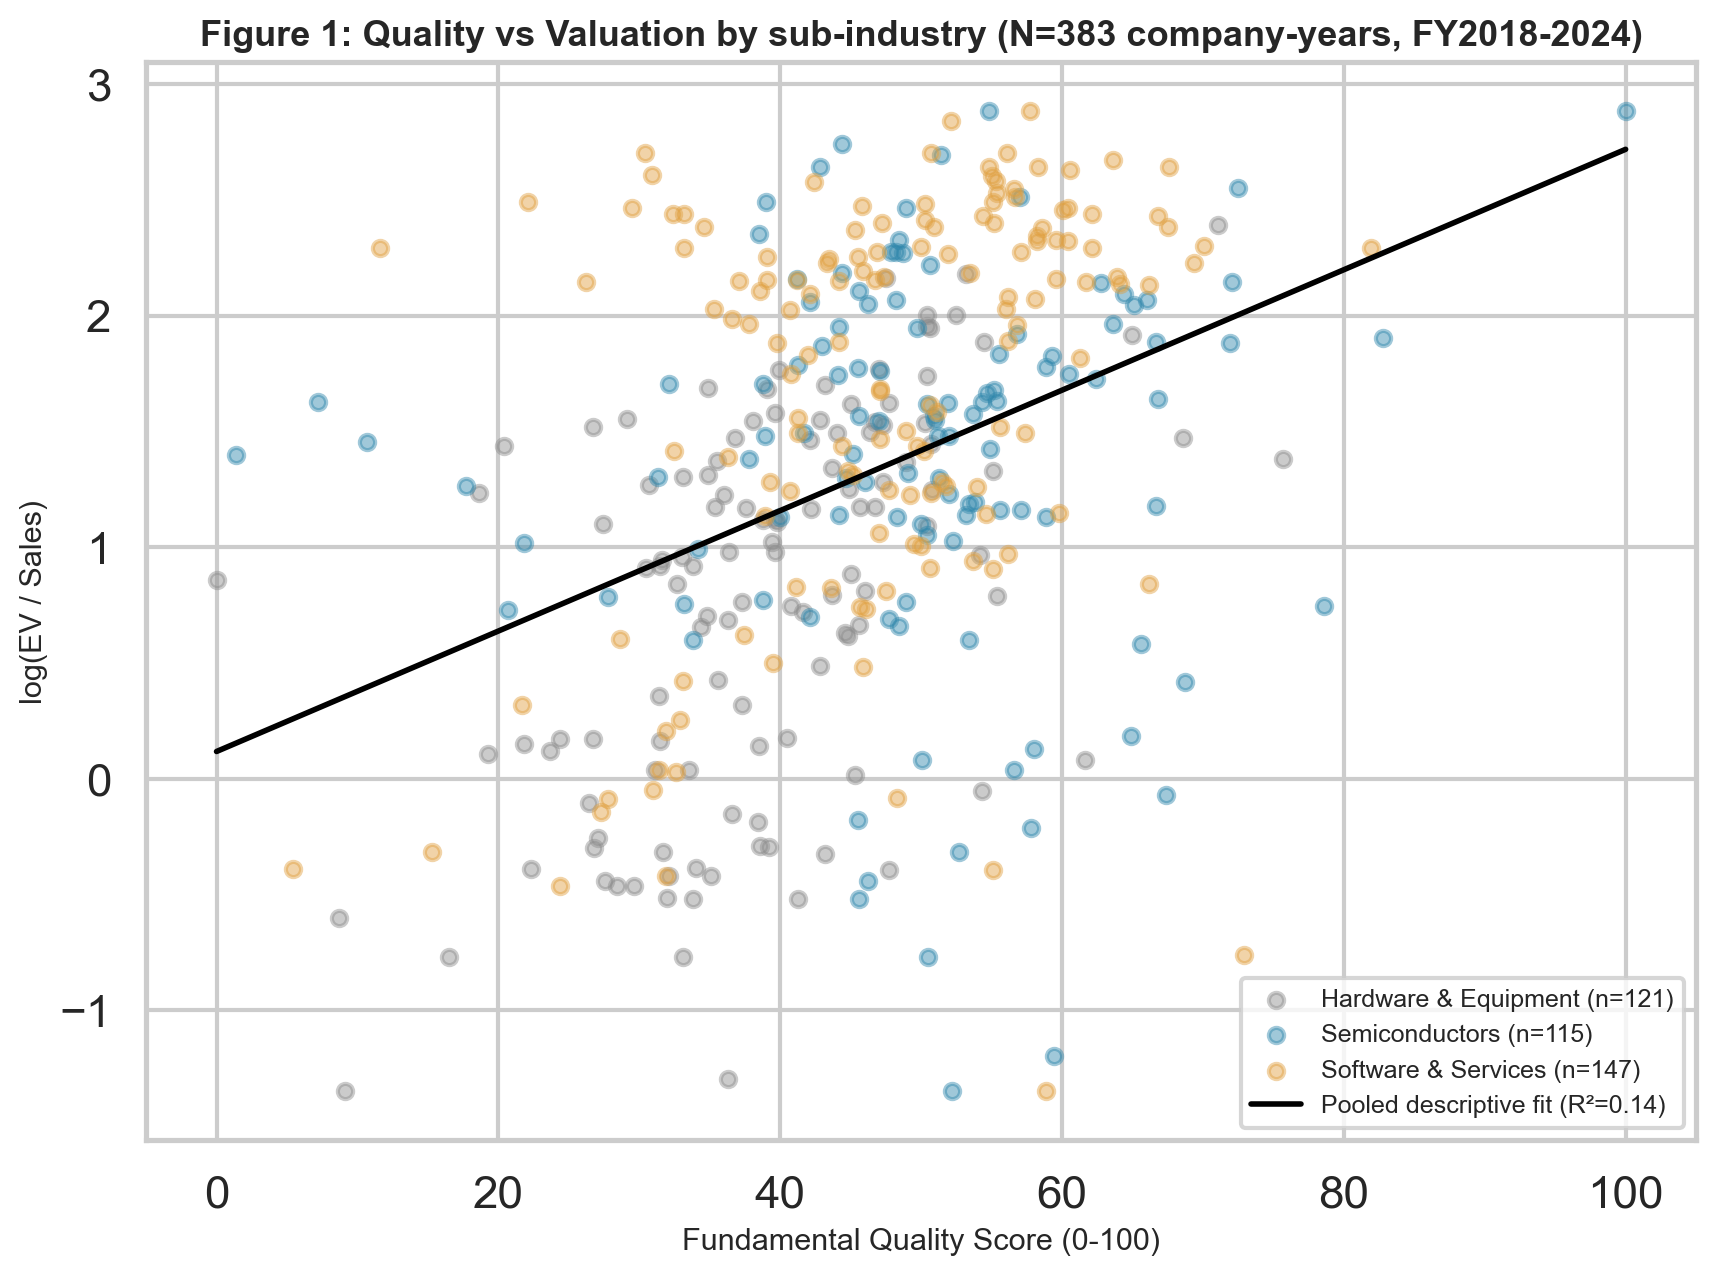 Figure 1: Quality vs Valuation by sub-industry (N=383 company-years, FY2018-2024)
3
2
1
0
−1
log(EV / Sales)
Hardware & Equipment (n=121)
Semiconductors (n=115)
Software & Services (n=147)
Pooled descriptive fit (R²=0.14)
0 20 40 60 80 100
Fundamental Quality Score (0-100)